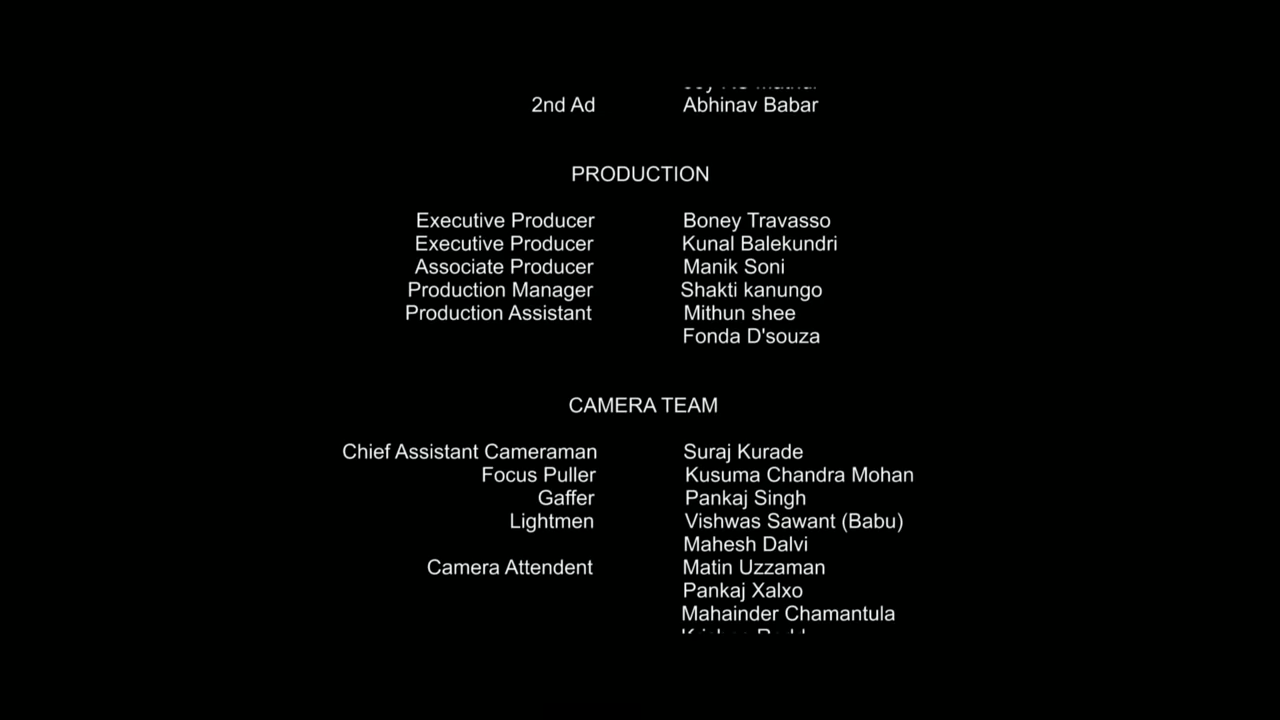 2nd Ad Abhinav Babar
PRODUCTION
Executive Producer Boney Travasso
Executive Producer Kunal Balekundri
Associate Producer Manik Soni
Production Manager Shakti kanungo
Production Assistant Mithun shee
Fonda D'souza
CAMERA TEAM
Chief Assistant Cameraman Suraj Kurade
Focus Puller Kusuma Chandra Mohan
Gaffer Pankaj Singh
Lightmen Vishwas Sawant (Babu)
Mahesh Dalvi
Camera Attendent Matin Uzzaman
Pankaj Xalxo
Mahainder Chamantula